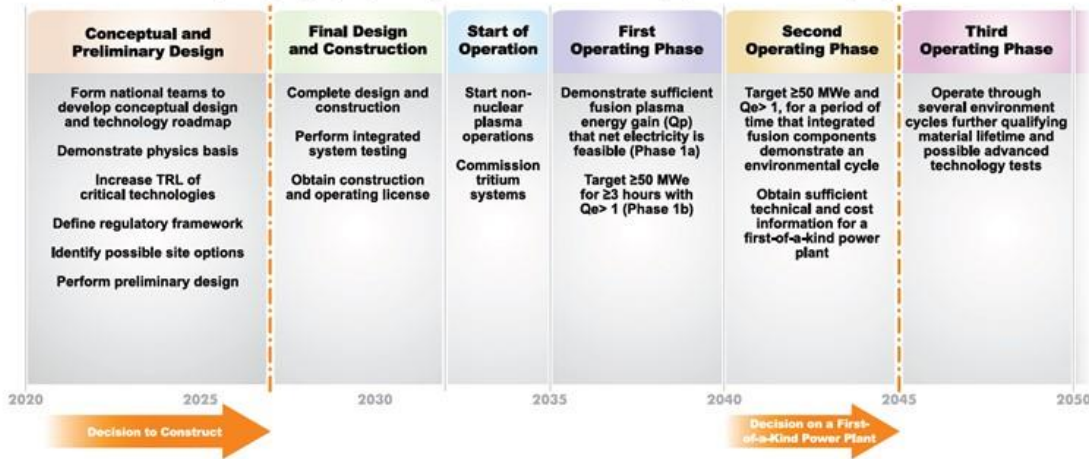 Conceptual and
Preliminary Design
Form national teams to
develop conceptual design
and technology roadmap
Demonstrate physics basis
Increase TRL of
critical technologies
Define regulatory framework
Identify possible site options
Perform preliminary design
Final Design
and Construction
Complete design and
construction
Perform integrated
system testing
Obtain construction
and operating license
Start of
Operation
Start non-
nuclear
plasma
operations
Commission
tritium
systems
First
Operating Phase
Demonstrate sufficient
fusion plasma
energy gain (Qp)
that net electricity is
feasible (Phase 1a)
Target ≥50 MWe
for ≥3 hours with
Qe> 1 (Phase 1b)
Second
Operating Phase
Target ≥50 MWe and
Qe> 1, for a period of
time that integrated
fusion components
demonstrate an
environmental cycle
Obtain sufficient
technical and cost
information for a
first-of-a-kind power
plant
Third
Operating Phase
Operate through
several environment
cycles further qualifying
material lifetime and
possible advanced
technology tests
2020 2025 2030 2035 2040 2045 2050
Decision to Construct
Decision on a First-
of-a-Kind Power Plant